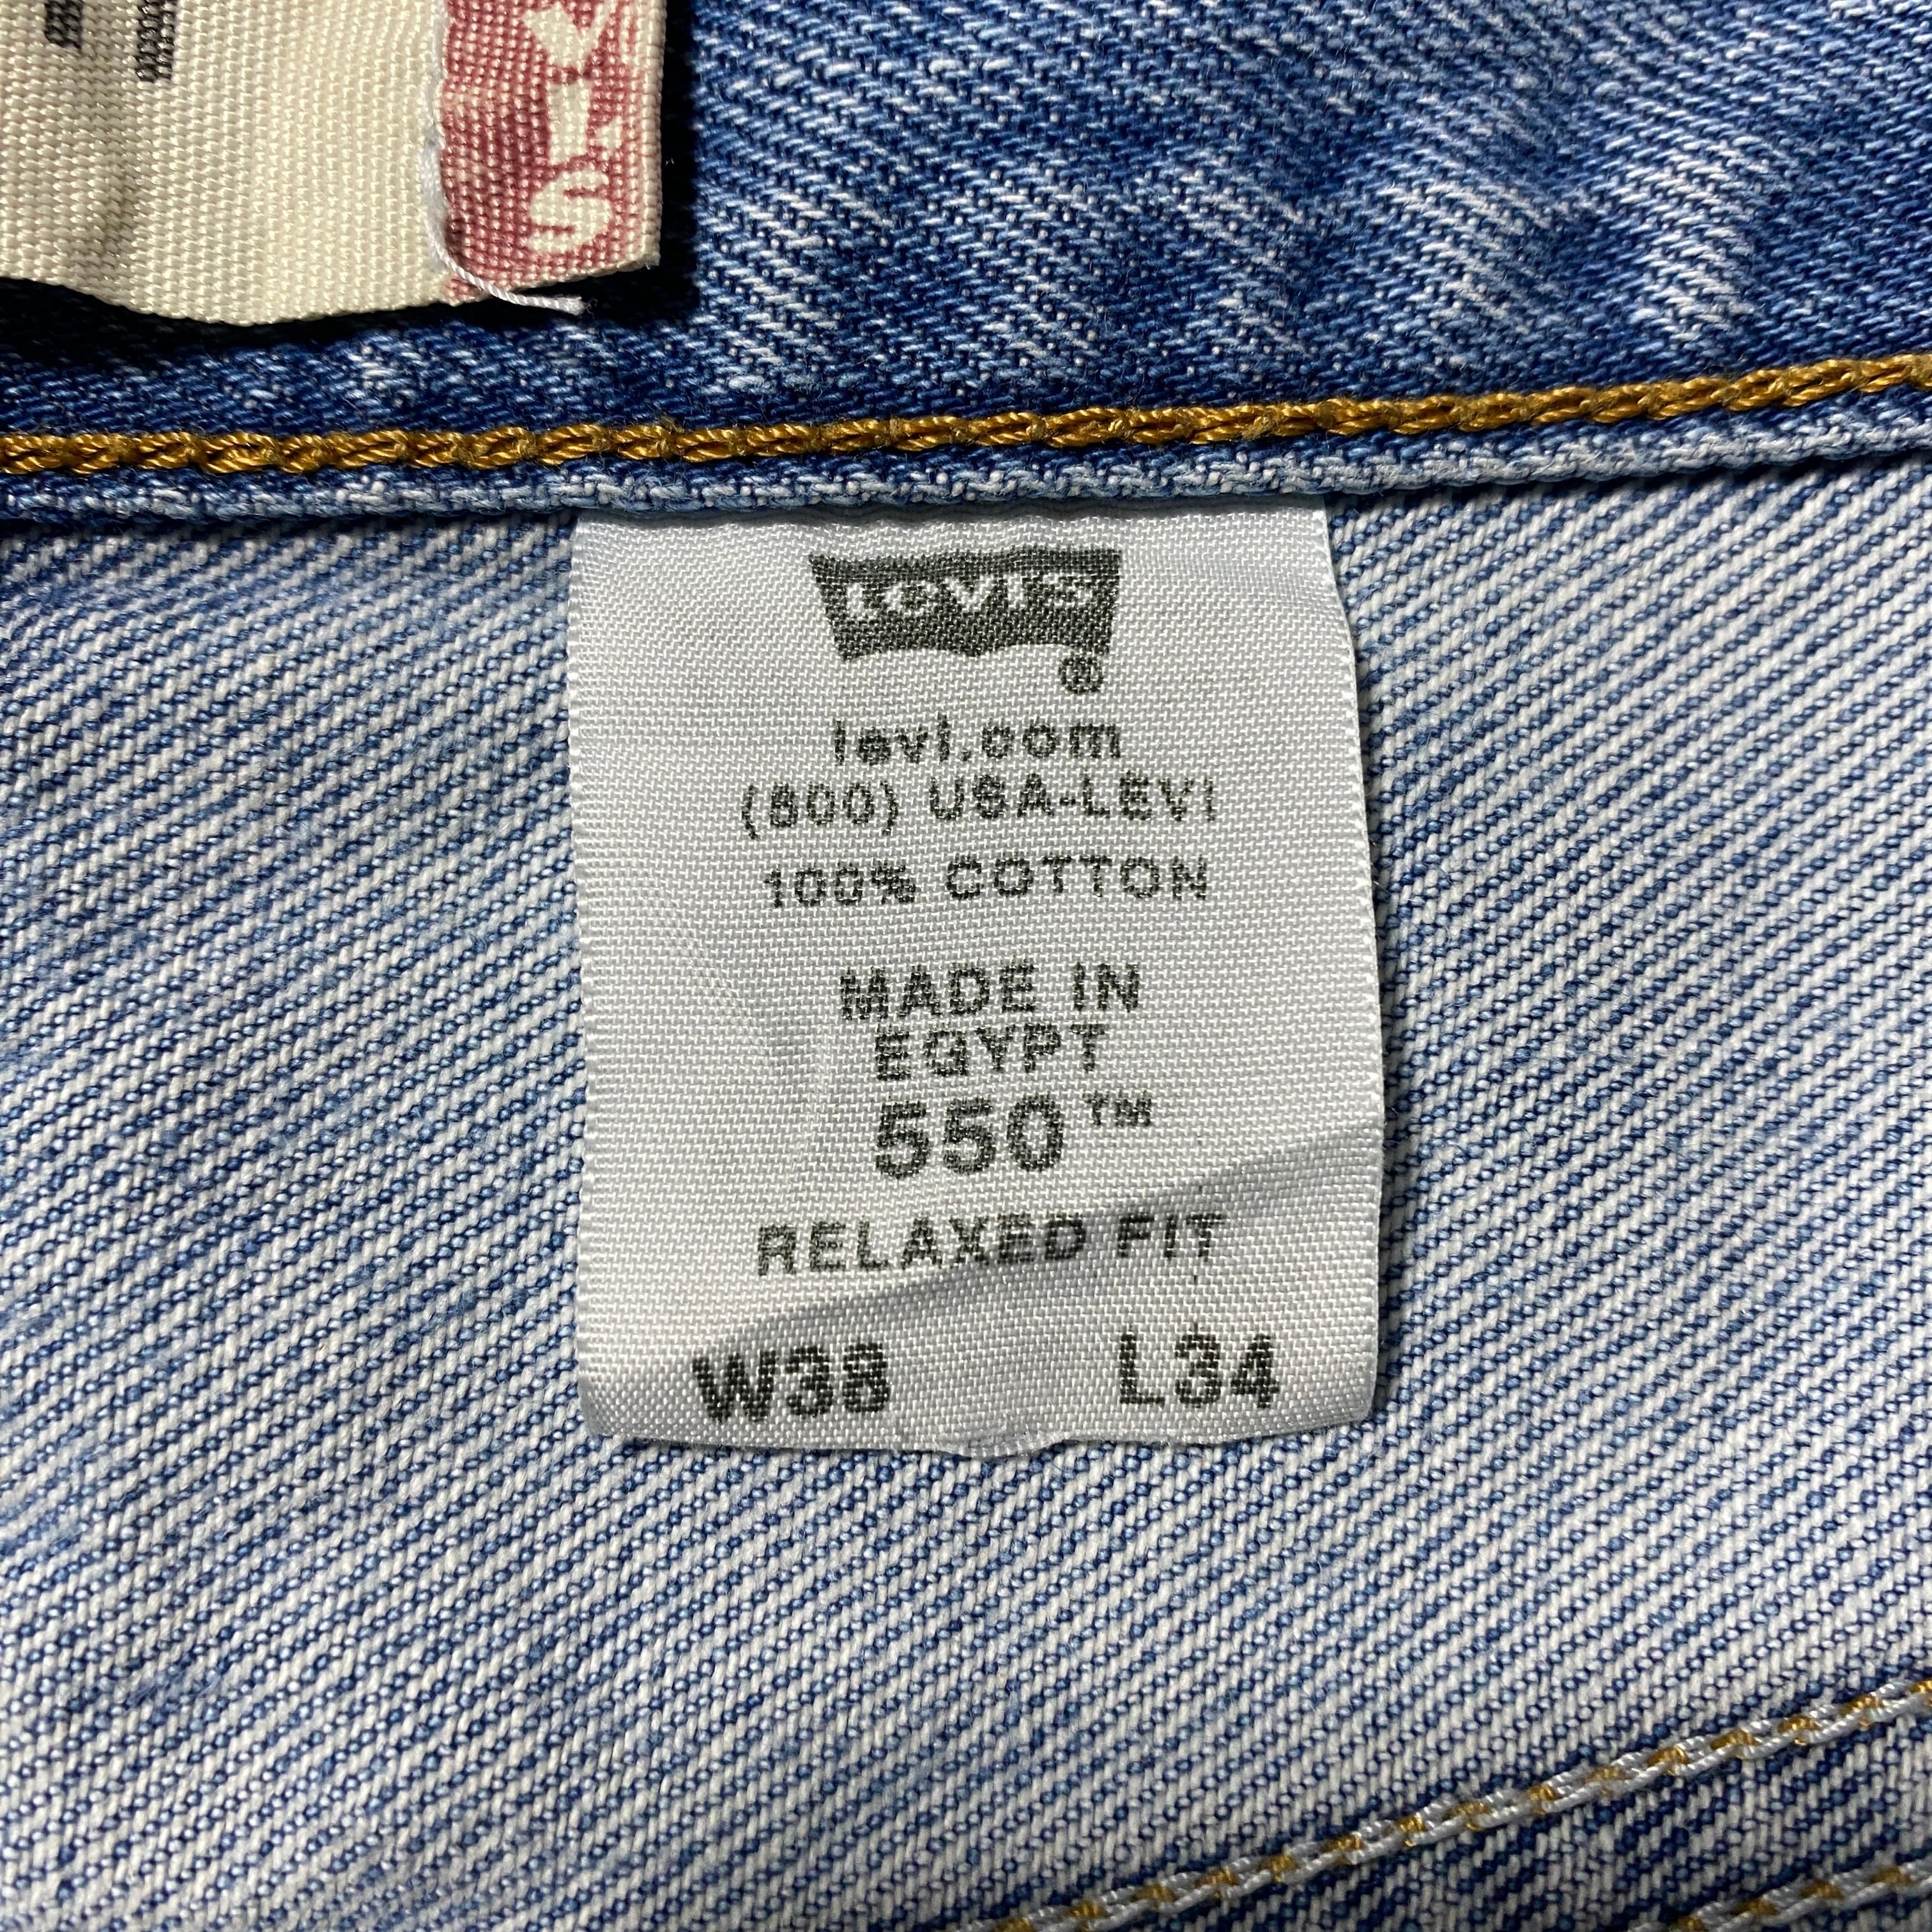 Levi's
®
levi.com
(800) USA-LEVI
100% COTTON
MADE IN
EGYPT
550™
RELAXED FIT
W38 L34